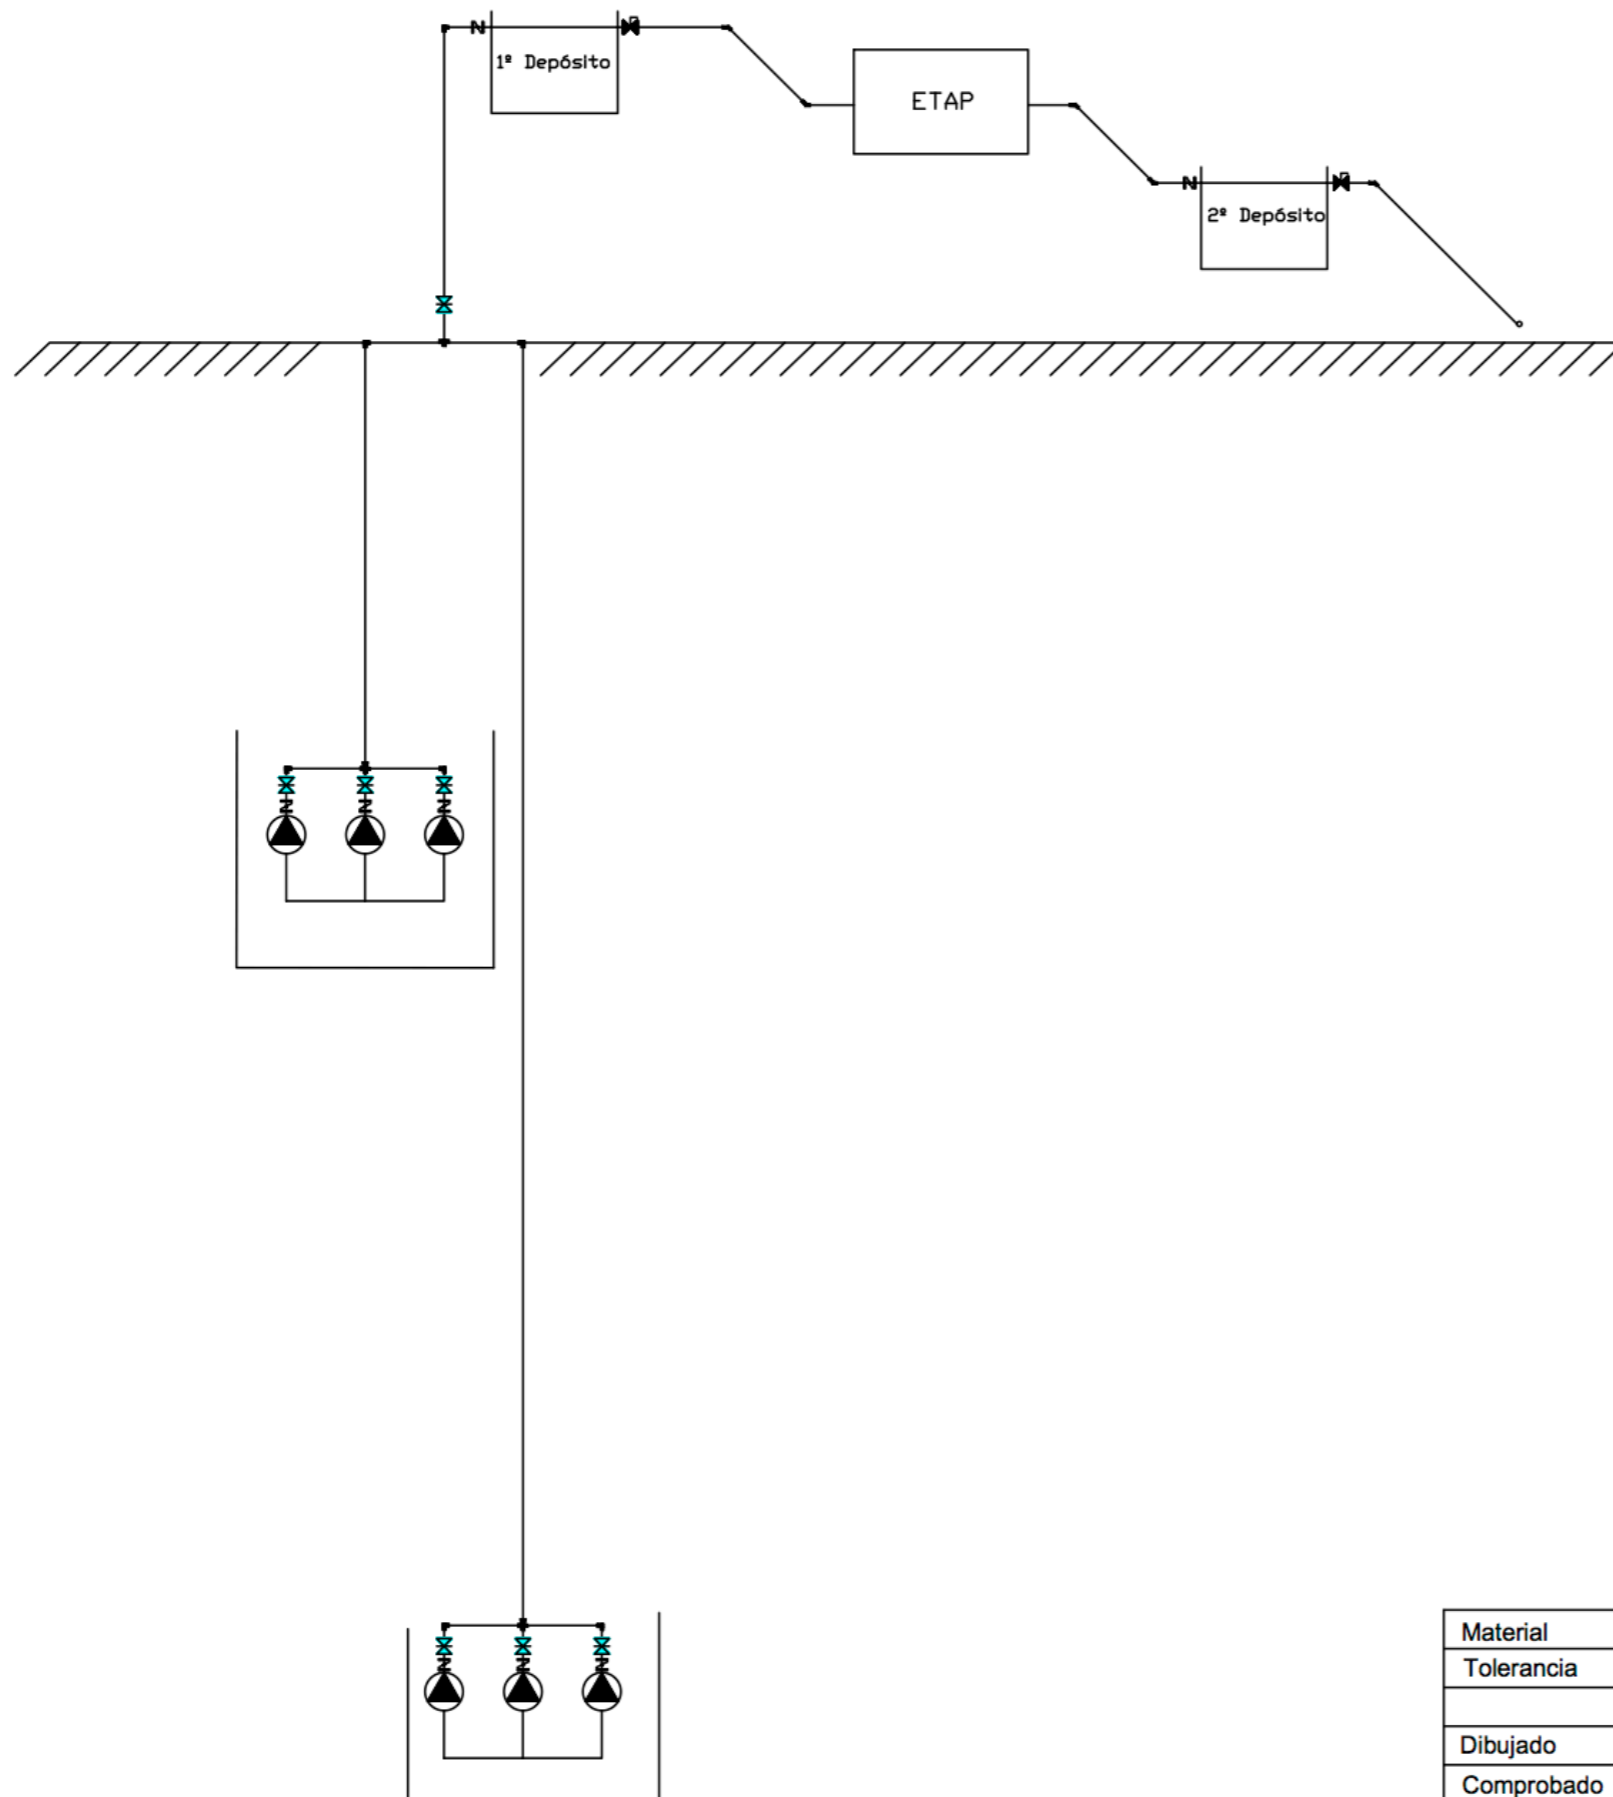 1º Depósito
ETAP
2º Depósito
Material
Tolerancia
Dibujado
Comprobado